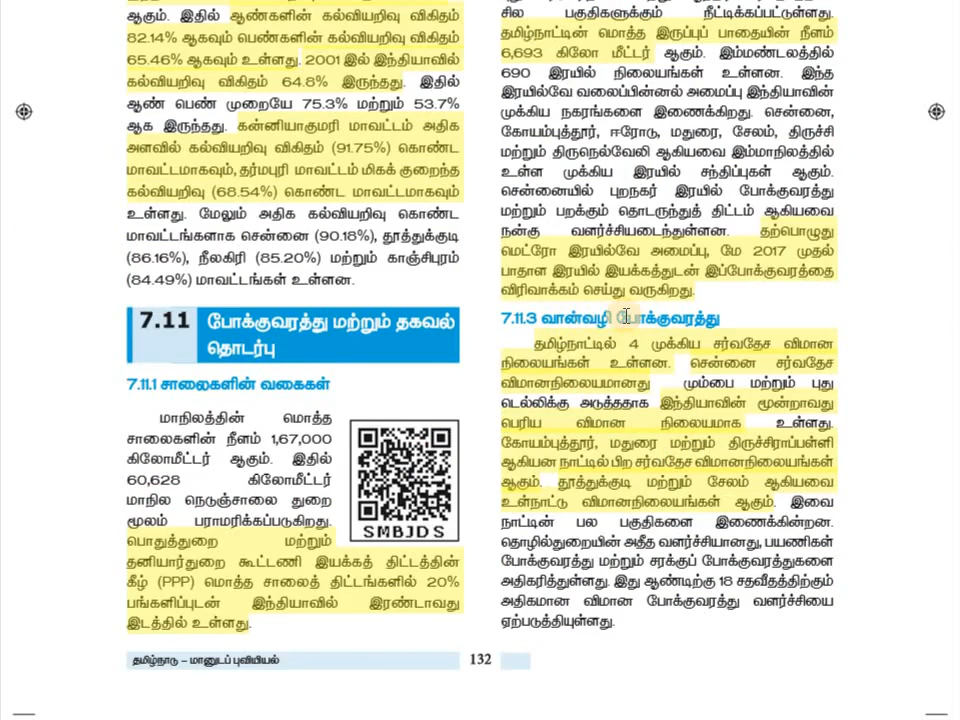 ஆகும். இதில் ஆண்களின் கல்வியறிவு விகிதம்
82.14% ஆகவும் பெண்களின் கல்வியறிவு விகிதம்
65.46% ஆகவும் உள்ளது. 2001 இல் இந்தியாவில்
கல்வியறிவு விகிதம் 64.8% இருந்தது. இதில்
ஆண் பெண் முறையே 75.3% மற்றும் 53.7%
ஆக இருந்தது. கன்னியாகுமரி மாவட்டம் அதிக
அளவில் கல்வியறிவு விகிதம் (91.75%) கொண்ட
மாவட்டமாகவும், தர்மபுரி மாவட்டம் மிகக் குறைந்த
கல்வியறிவு (68.54%) கொண்ட மாவட்டமாகவும்
உள்ளது. மேலும் அதிக கல்வியறிவு கொண்ட
மாவட்டங்களாக சென்னை (90.18%), தூத்துக்குடி
(86.16%), நீலகிரி (85.20%) மற்றும் காஞ்சிபுரம்
(84.49%) மாவட்டங்கள் உள்ளன.
7.11 போக்குவரத்து மற்றும் தகவல்
தொடர்பு
7.11.1 சாலைகளின் வகைகள்
மாநிலத்தின் மொத்த
சாலைகளின் நீளம் 1,67,000
கிலோமீட்டர் ஆகும். இதில்
60,628 கிலோமீட்டர்
மாநில நெடுஞ்சாலை துறை
மூலம் பராமரிக்கப்படுகிறது.
பொதுத்துறை மற்றும்
தனியார்துறை கூட்டணி இயக்கத் திட்டத்தின்
கீழ் (PPP) மொத்த சாலைத் திட்டங்களில் 20%
பங்களிப்புடன் இந்தியாவில் இரண்டாவது
இடத்தில் உள்ளது.
SMBJDS
சில பகுதிகளுக்கும் நீட்டிக்கப்பட்டுள்ளது.
தமிழ்நாட்டின் மொத்த இருப்புப் பாதையின் நீளம்
6,693 கிலோ மீட்டர் ஆகும். இம்மண்டலத்தில்
690 இரயில் நிலையங்கள் உள்ளன. இந்த
இரயில்வே வலைப்பின்னல் அமைப்பு இந்தியாவின்
முக்கிய நகரங்களை இணைக்கிறது. சென்னை,
கோயம்புத்தூர், ஈரோடு, மதுரை, சேலம், திருச்சி
மற்றும் திருநெல்வேலி ஆகியவை இம்மாநிலத்தில்
உள்ள முக்கிய இரயில் சந்திப்புகள் ஆகும்.
சென்னையில் புறநகர் இரயில் போக்குவரத்து
மற்றும் பறக்கும் தொடருந்துத் திட்டம் ஆகியவை
நன்கு வளர்ச்சியடைந்துள்ளன. தற்பொழுது
மெட்ரோ இரயில்வே அமைப்பு, மே 2017 முதல்
பாதாள இரயில் இயக்கத்துடன் இப்போக்குவரத்தை
விரிவாக்கம் செய்து வருகிறது.
7.11.3 வான்வழி போக்குவரத்து
தமிழ்நாட்டில் 4 முக்கிய சர்வதேச விமான
நிலையங்கள் உள்ளன. சென்னை சர்வதேச
விமானநிலையமானது மும்பை மற்றும் புது
டெல்லிக்கு அடுத்ததாக இந்தியாவின் மூன்றாவது
பெரிய விமான நிலையமாக உள்ளது.
கோயம்புத்தூர், மதுரை மற்றும் திருச்சிராப்பள்ளி
ஆகியன நாட்டில் பிற சர்வதேச விமானநிலையங்கள்
ஆகும். தூத்துக்குடி மற்றும் சேலம் ஆகியவை
உள்நாட்டு விமானநிலையங்கள் ஆகும். இவை
நாட்டின் பல பகுதிகளை இணைக்கின்றன.
தொழில்துறையின் அதீத வளர்ச்சியானது, பயணிகள்
போக்குவரத்து மற்றும் சரக்குப் போக்குவரத்துகளை
அதிகரித்துள்ளது. இது ஆண்டிற்கு 18 சதவீதத்திற்கும்
அதிகமான விமான போக்குவரத்து வளர்ச்சியை
ஏற்படுத்தியுள்ளது.
தமிழ்நாடு – மானுடப் புவியியல் 132